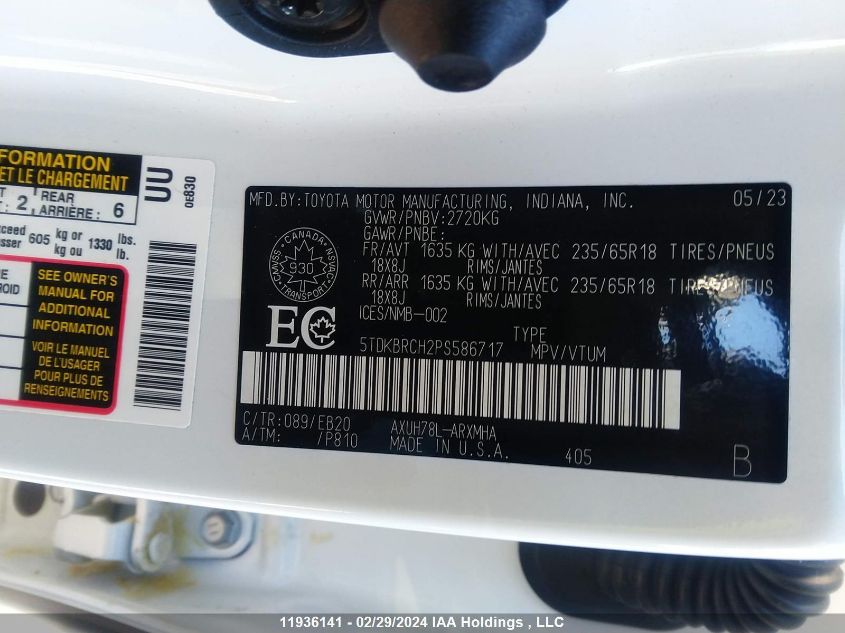 FORMATION
ET LE CHARGEMENT
2 REAR ARRIÈRE : 6
605 kg or kg ou 1330 lbs. lb.
SEE OWNER'S
MANUAL FOR
ADDITIONAL
INFORMATION
VOIR LE MANUEL
DE L'USAGER
POUR PLUS DE
RENSEIGNEMENTS
UU
0E830
MFD.BY:TOYOTA MOTOR MANUFACTURING, INDIANA, INC. 05/23
GVWR/PNBV:2720KG
GAWR/PNBE:
FR/AVT 1635 KG WITH/AVEC 235/65R18 TIRES/PNEUS
18X8J RIMS/JANTES
RR/ARR 1635 KG WITH/AVEC 235/65R18 TIRES/PNEUS
18X8J RIMS/JANTES
ICES/NMB-002
CANADA
930
TRANSPORT
EC
TYPE
5TDKBRCH2PS586717 MPV/VTUM
C/TR:089/EB20 AXUH78L-ARXMHA
A/TM: /P810 MADE IN U.S.A. 405 B
11936141 - 02/29/2024 IAA Holdings , LLC